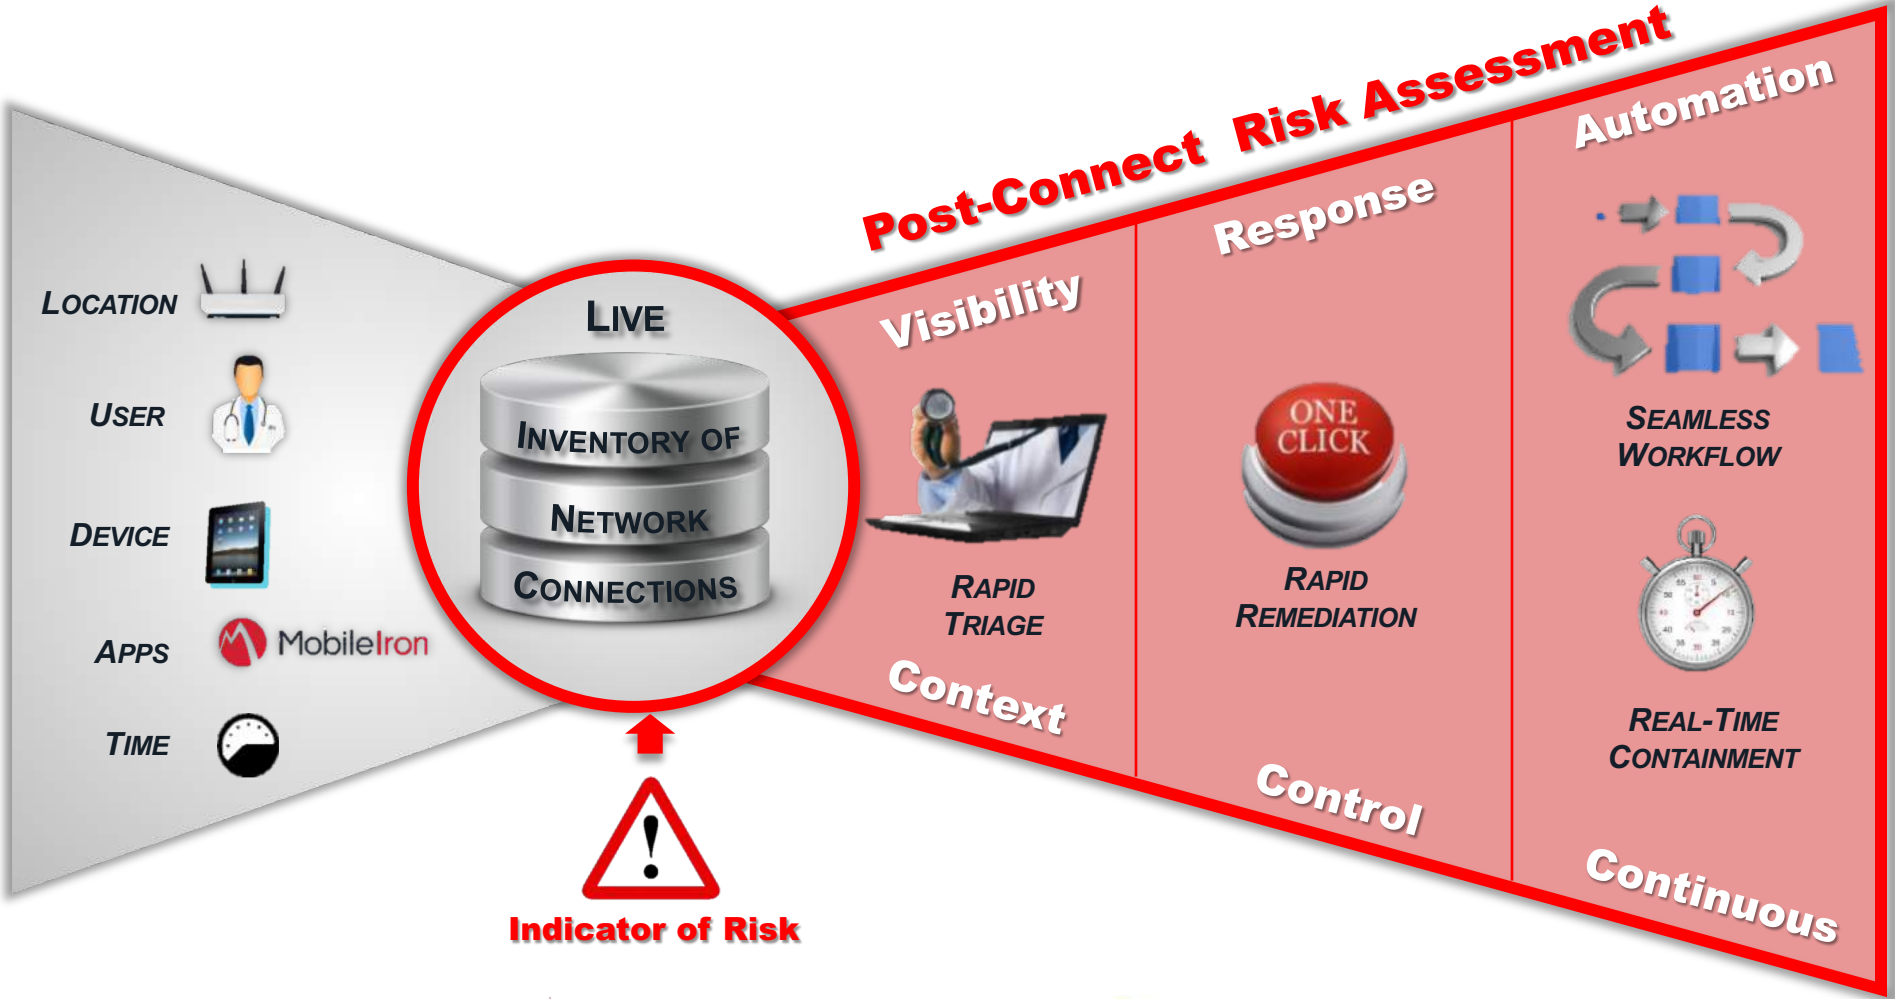 Post-Connect Risk Assessment
LOCATION
USER
DEVICE
APPS
MobileIron
TIME
LIVE
INVENTORY OF
NETWORK
CONNECTIONS
Indicator of Risk
Visibility
RAPID
TRIAGE
Context
Response
ONE
CLICK
RAPID
REMEDIATION
Control
Automation
SEAMLESS
WORKFLOW
REAL-TIME
CONTAINMENT
Continuous